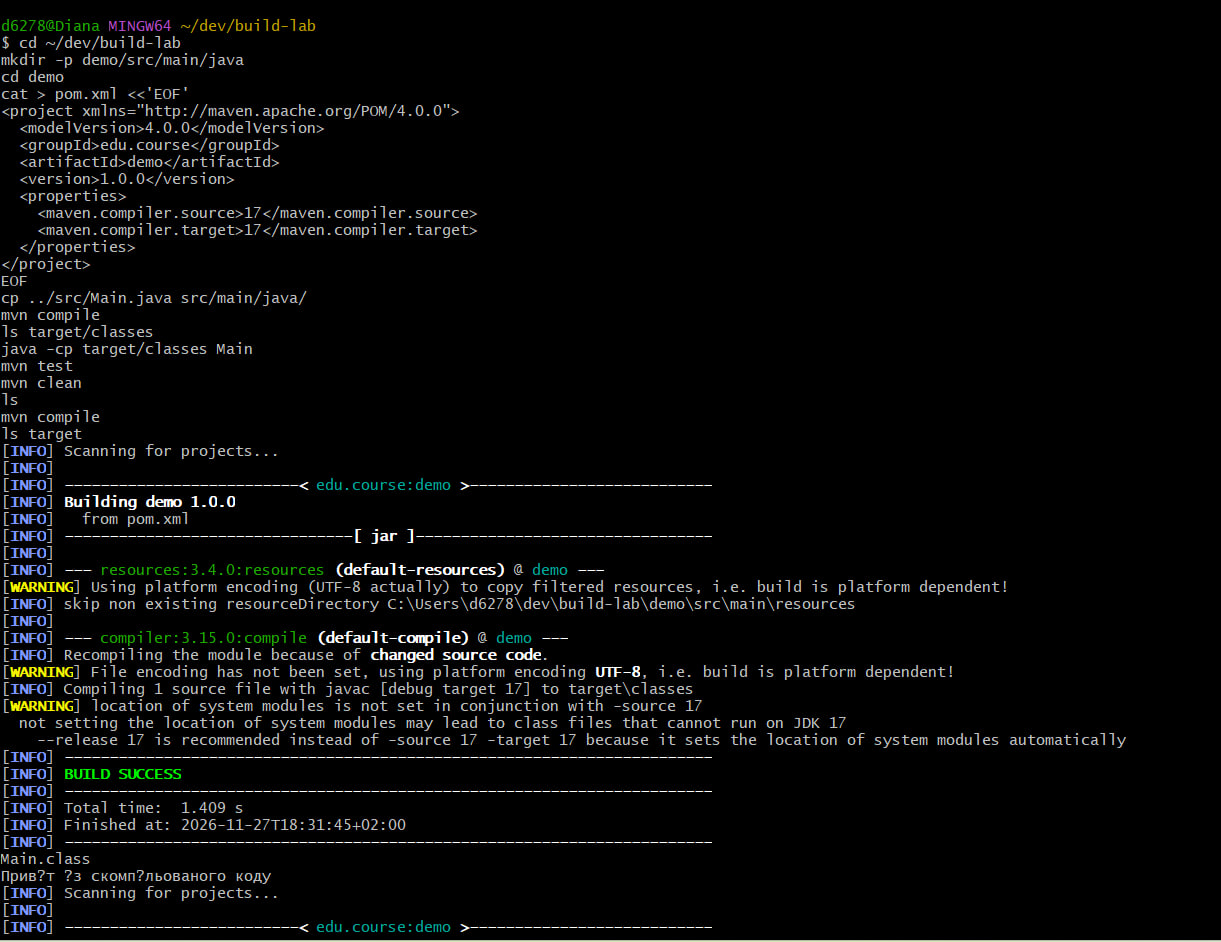 d6278@Diana MINGW64 ~/dev/build-lab
$ cd ~/dev/build-lab
mkdir -p demo/src/main/java
cd demo
cat > pom.xml <<'EOF'
<project xmlns="http://maven.apache.org/POM/4.0.0">
  <modelVersion>4.0.0</modelVersion>
  <groupId>edu.course</groupId>
  <artifactId>demo</artifactId>
  <version>1.0.0</version>
  <properties>
    <maven.compiler.source>17</maven.compiler.source>
    <maven.compiler.target>17</maven.compiler.target>
  </properties>
</project>
EOF
cp ../src/Main.java src/main/java/
mvn compile
ls target/classes
java -cp target/classes Main
mvn test
mvn clean
ls
mvn compile
ls target
[INFO] Scanning for projects...
[INFO]
[INFO] --------------------------< edu.course:demo >---------------------------
[INFO] Building demo 1.0.0
[INFO]   from pom.xml
[INFO] --------------------------------[ jar ]---------------------------------
[INFO]
[INFO] --- resources:3.4.0:resources (default-resources) @ demo ---
[WARNING] Using platform encoding (UTF-8 actually) to copy filtered resources, i.e. build is platform dependent!
[INFO] skip non existing resourceDirectory C:\Users\d6278\dev\build-lab\demo\src\main\resources
[INFO]
[INFO] --- compiler:3.15.0:compile (default-compile) @ demo ---
[INFO] Recompiling the module because of changed source code.
[WARNING] File encoding has not been set, using platform encoding UTF-8, i.e. build is platform dependent!
[INFO] Compiling 1 source file with javac [debug target 17] to target\classes
[WARNING] location of system modules is not set in conjunction with -source 17
  not setting the location of system modules may lead to class files that cannot run on JDK 17
    --release 17 is recommended instead of -source 17 -target 17 because it sets the location of system modules automatically
[INFO] ------------------------------------------------------------------------
[INFO] BUILD SUCCESS
[INFO] ------------------------------------------------------------------------
[INFO] Total time:  1.409 s
[INFO] Finished at: 2026-11-27T18:31:45+02:00
[INFO] ------------------------------------------------------------------------
Main.class
Прив?т ?з скомп?льованого коду
[INFO] Scanning for projects...
[INFO]
[INFO] --------------------------< edu.course:demo >---------------------------